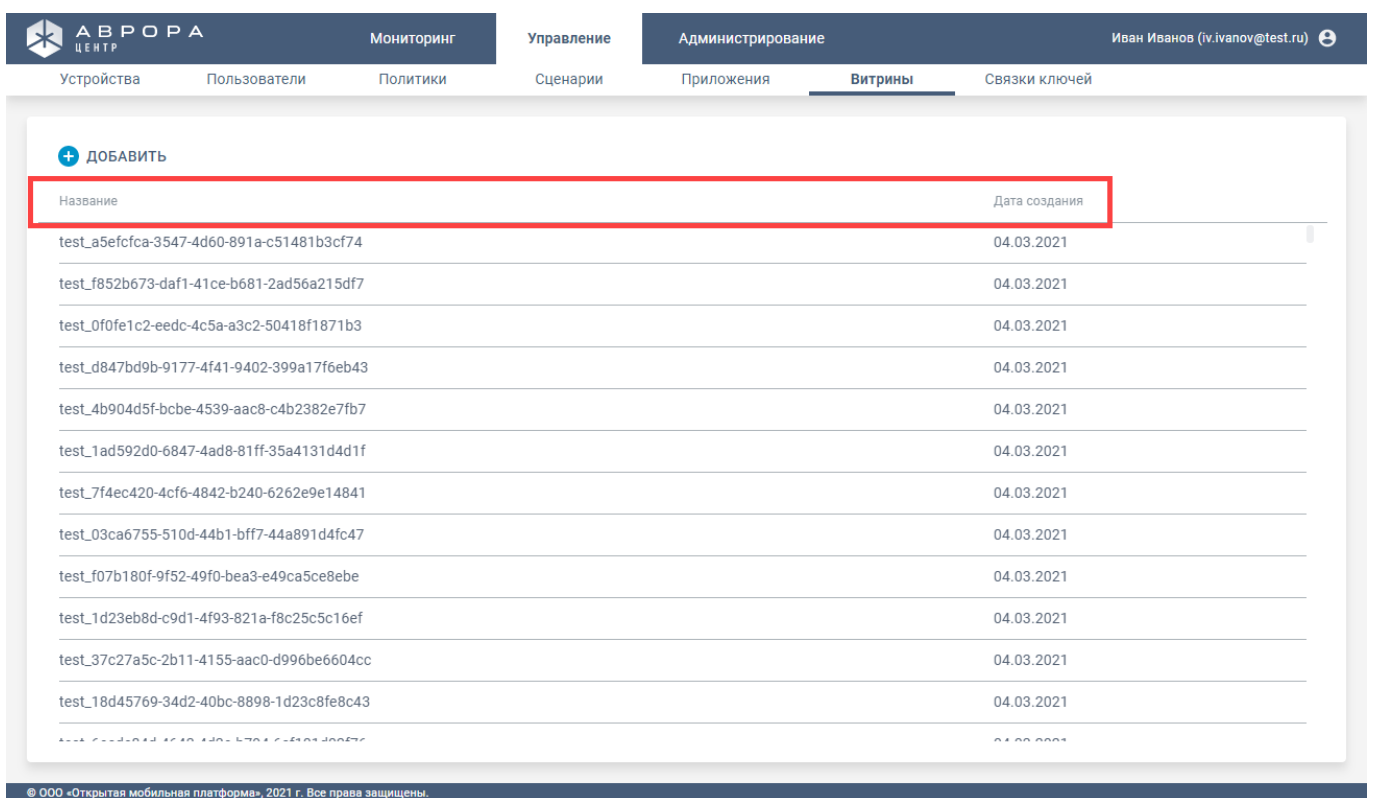 АВРОРА
ЦЕНТР
Мониторинг Управление Администрирование Иван Иванов (iv.ivanov@test.ru)
Устройства Пользователи Политики Сценарии Приложения Витрины Связки ключей
ДОБАВИТЬ
Название Дата создания
test_a5efcfca-3547-4d60-891a-c51481b3cf74 04.03.2021
test_f852b673-daf1-41ce-b681-2ad56a215df7 04.03.2021
test_0f0fe1c2-eedc-4c5a-a3c2-50418f1871b3 04.03.2021
test_d847bd9b-9177-4f41-9402-399a17f6eb43 04.03.2021
test_4b904d5f-bcbe-4539-aac8-c4b2382e7fb7 04.03.2021
test_1ad592d0-6847-4ad8-81ff-35a4131d4d1f 04.03.2021
test_7f4ec420-4cf6-4842-b240-6262e9e14841 04.03.2021
test_03ca6755-510d-44b1-bff7-44a891d4fc47 04.03.2021
test_f07b180f-9f52-49f0-bea3-e49ca5ce8ebe 04.03.2021
test_1d23eb8d-c9d1-4f93-821a-f8c25c5c16ef 04.03.2021
test_37c27a5c-2b11-4155-aac0-d996be6604cc 04.03.2021
test_18d45769-34d2-40bc-8898-1d23c8fe8c43 04.03.2021
© ООО «Открытая мобильная платформа», 2021 г. Все права защищены.